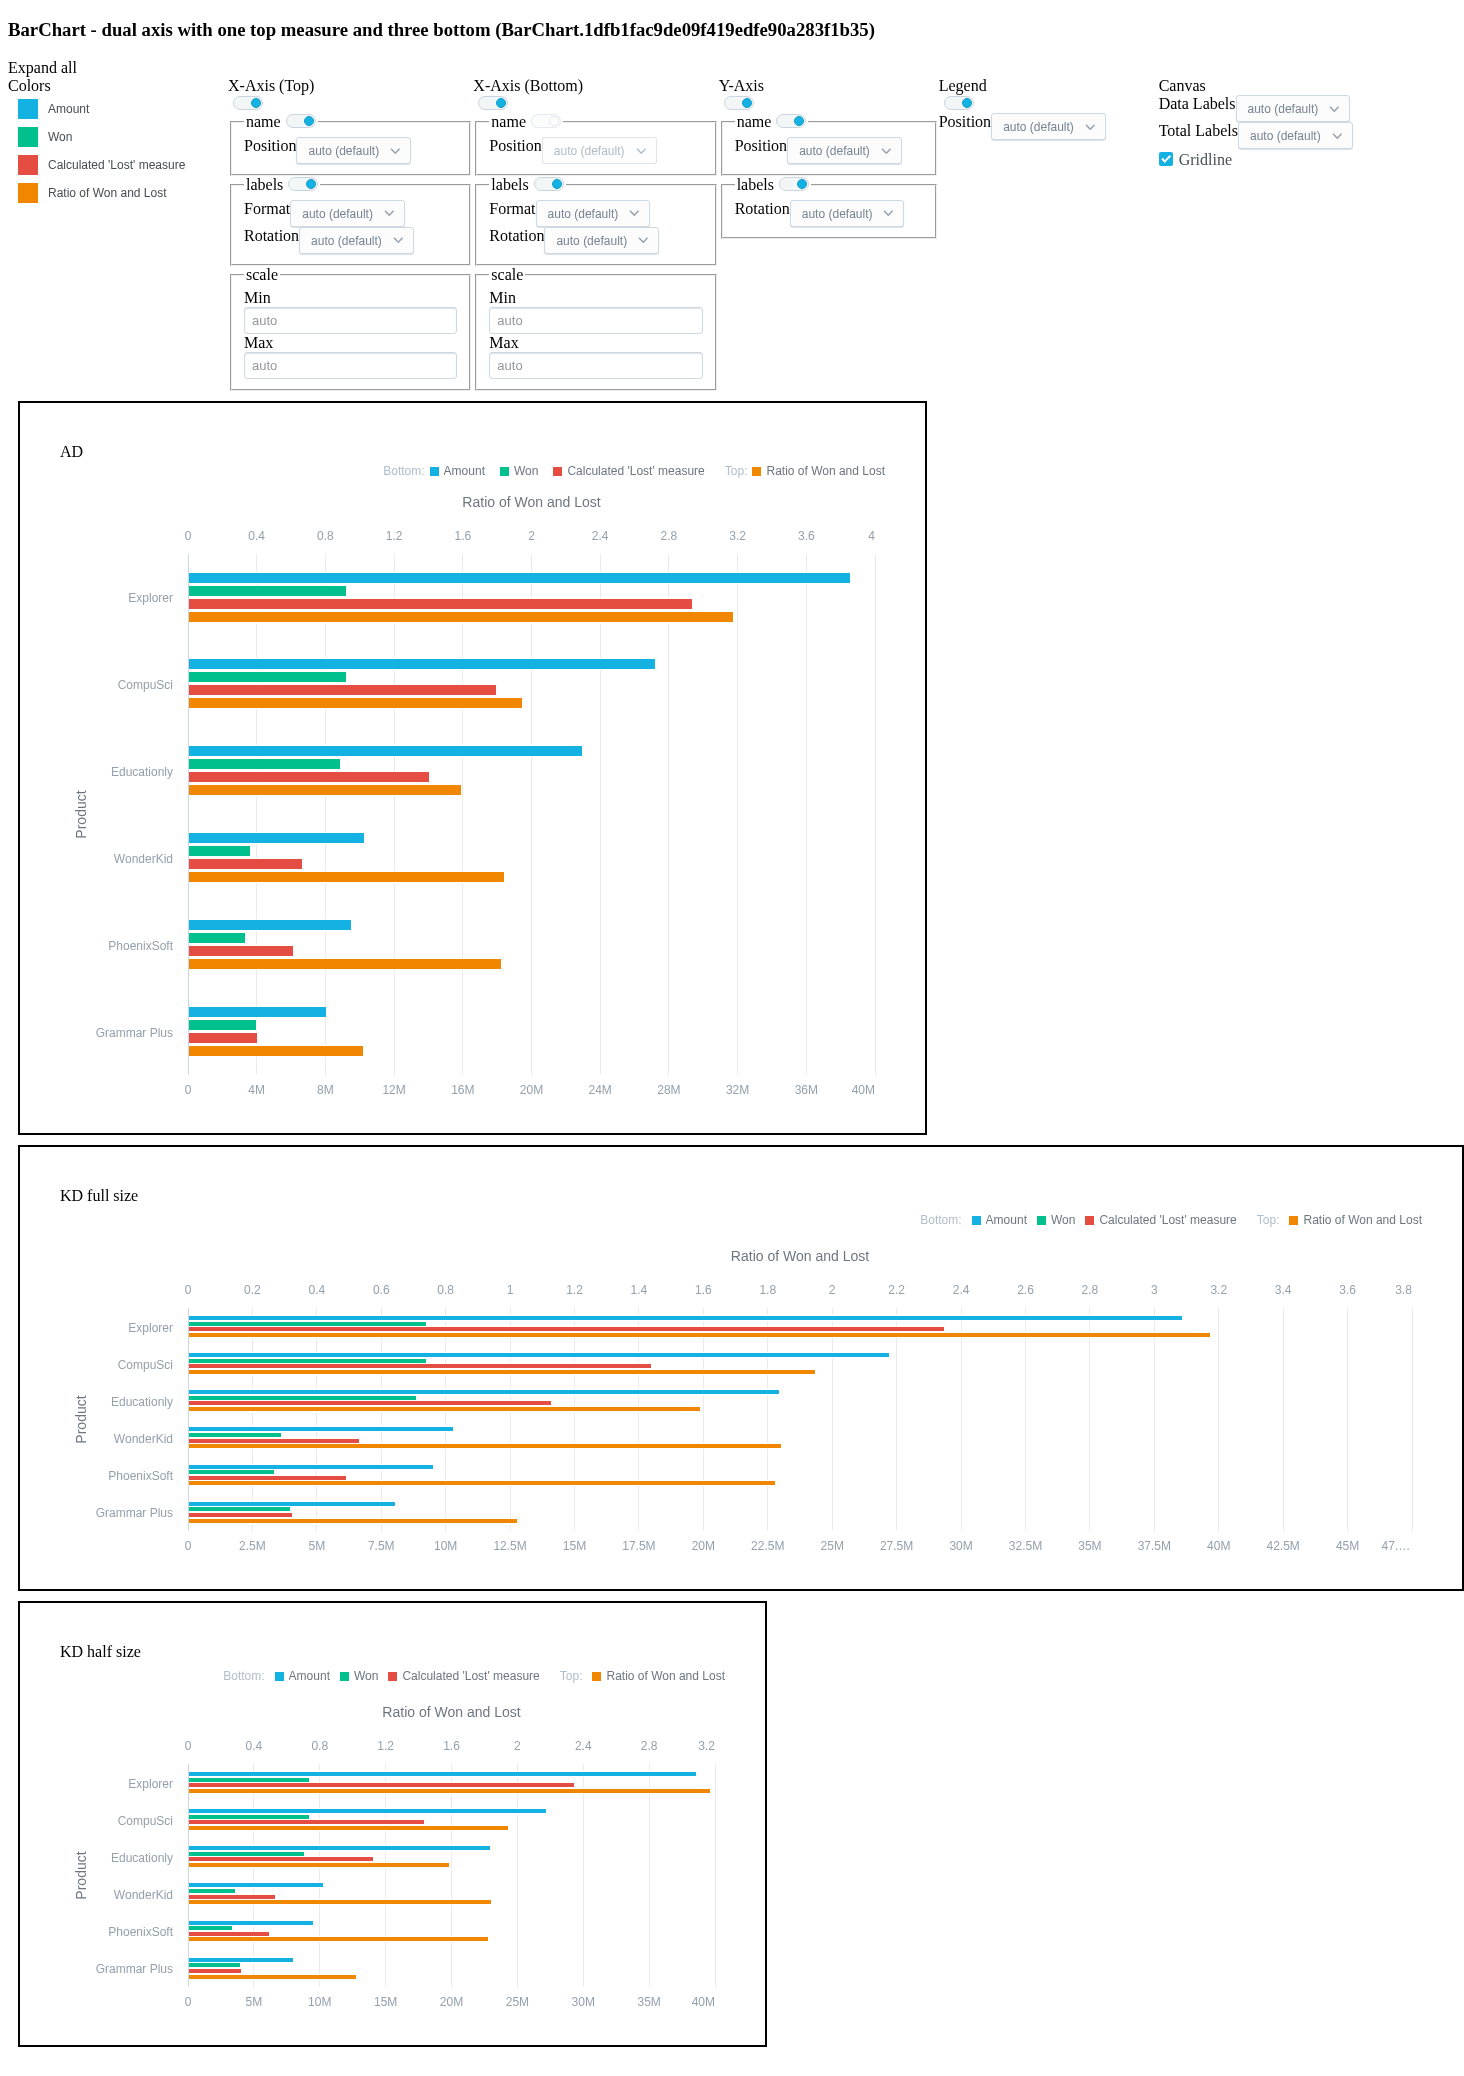 BarChart - dual axis with one top measure and three bottom (BarChart.1dfb1fac9de09f419edfe90a283f1b35)
Expand all
Colors
Amount
Won
Calculated 'Lost' measure
Ratio of Won and Lost
X-Axis (Top)
name
Position auto (default)
labels
Format auto (default)
Rotation auto (default)
scale
Min
auto
Max
auto
X-Axis (Bottom)
name
Position auto (default)
labels
Format auto (default)
Rotation auto (default)
scale
Min
auto
Max
auto
Y-Axis
name
Position auto (default)
labels
Rotation auto (default)
Legend
Position auto (default)
Canvas
Data Labels auto (default)
Total Labels auto (default)
Gridline
AD
Bottom: Amount Won Calculated 'Lost' measure Top: Ratio of Won and Lost
Ratio of Won and Lost
0 0.4 0.8 1.2 1.6 2 2.4 2.8 3.2 3.6 4
Explorer
CompuSci
Educationly
Product
WonderKid
PhoenixSoft
Grammar Plus
0 4M 8M 12M 16M 20M 24M 28M 32M 36M 40M
KD full size
Bottom: Amount Won Calculated 'Lost' measure Top: Ratio of Won and Lost
Ratio of Won and Lost
0 0.2 0.4 0.6 0.8 1 1.2 1.4 1.6 1.8 2 2.2 2.4 2.6 2.8 3 3.2 3.4 3.6 3.8
Explorer
CompuSci
Educationly
Product
WonderKid
PhoenixSoft
Grammar Plus
0 2.5M 5M 7.5M 10M 12.5M 15M 17.5M 20M 22.5M 25M 27.5M 30M 32.5M 35M 37.5M 40M 42.5M 45M 47.…
KD half size
Bottom: Amount Won Calculated 'Lost' measure Top: Ratio of Won and Lost
Ratio of Won and Lost
0 0.4 0.8 1.2 1.6 2 2.4 2.8 3.2
Explorer
CompuSci
Educationly
Product
WonderKid
PhoenixSoft
Grammar Plus
0 5M 10M 15M 20M 25M 30M 35M 40M